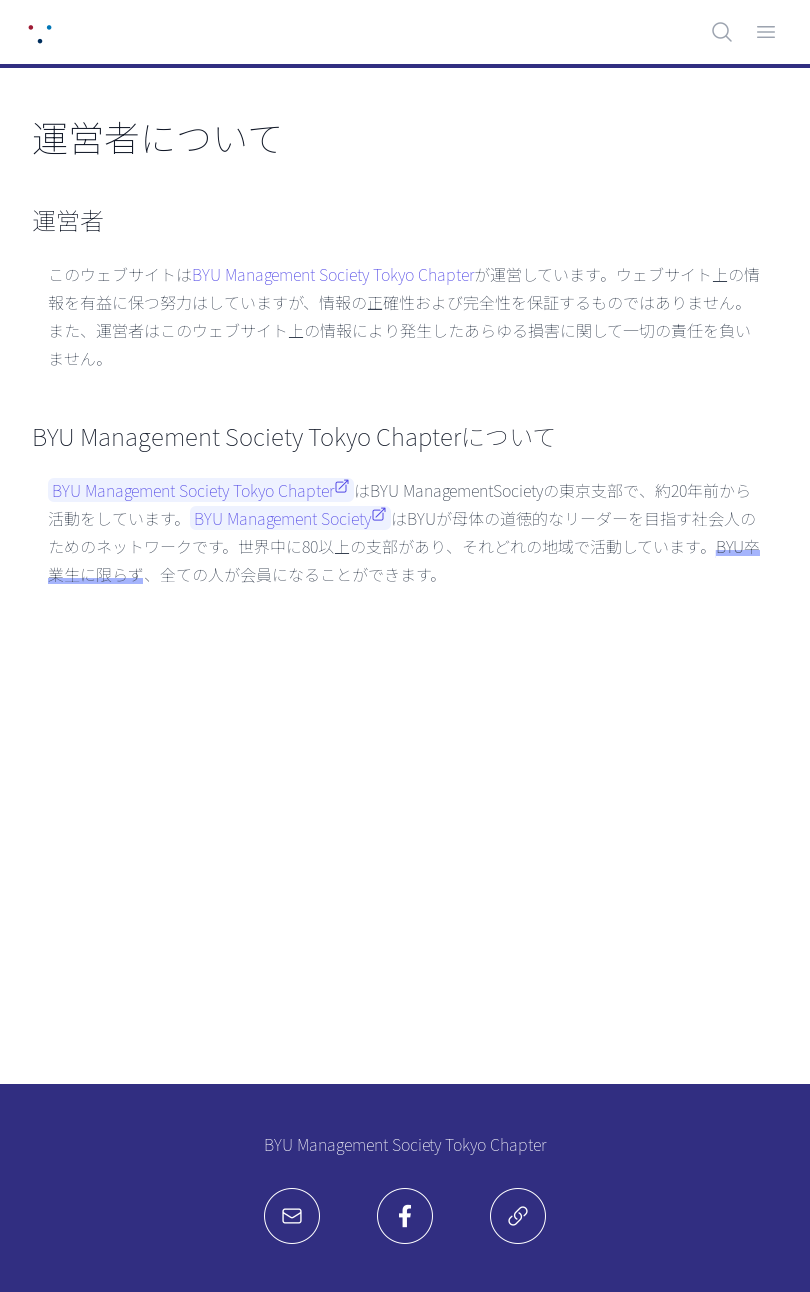 運営者について
運営者
このウェブサイトはBYU Management Society Tokyo Chapterが運営しています。ウェブサイト上の情
報を有益に保つ努力はしていますが、情報の正確性および完全性を保証するものではありません。
また、運営者はこのウェブサイト上の情報により発生したあらゆる損害に関して一切の責任を負い
ません。
BYU Management Society Tokyo Chapterについて
BYU Management Society Tokyo ChapterはBYU ManagementSocietyの東京支部で、約20年前から
活動をしています。BYU Management SocietyはBYUが母体の道徳的なリーダーを目指す社会人の
ためのネットワークです。世界中に80以上の支部があり、それどれの地域で活動しています。BYU卒
業生に限らず、全ての人が会員になることができます。
BYU Management Society Tokyo Chapter